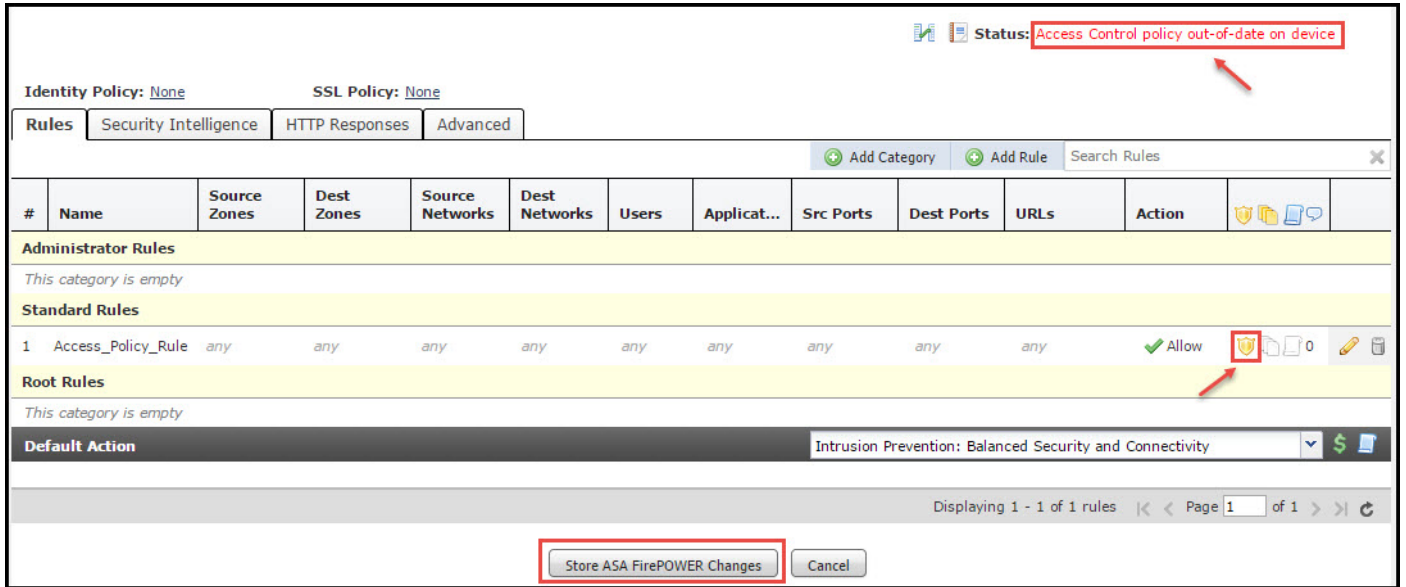 Status: Access Control policy out-of-date on device
Identity Policy: None SSL Policy: None
Rules Security Intelligence HTTP Responses Advanced
Add Category Add Rule Search Rules
# Name Source Zones Dest Zones Source Networks Dest Networks Users Applicat... Src Ports Dest Ports URLs Action
Administrator Rules
This category is empty
Standard Rules
1 Access_Policy_Rule any any any any any any any any any Allow 0
Root Rules
This category is empty
Default Action Intrusion Prevention: Balanced Security and Connectivity $
Displaying 1 - 1 of 1 rules |< < Page 1 of 1 > >|
Store ASA FirePOWER Changes Cancel